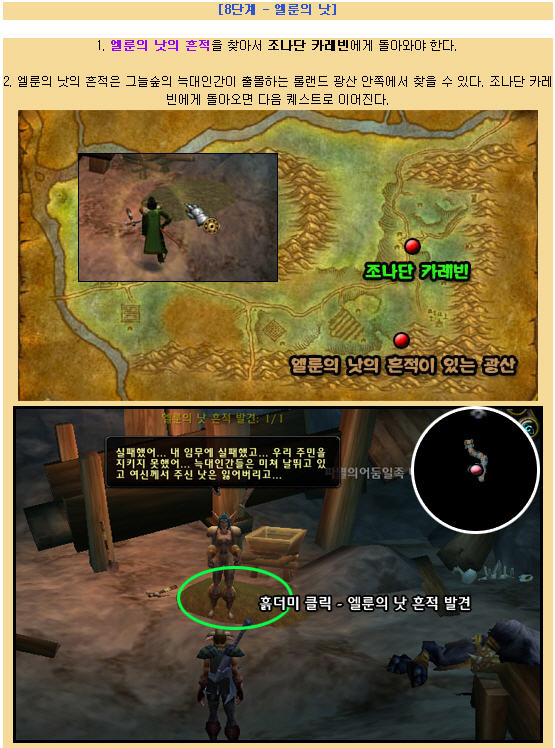 [8단계 - 엘룬의 낫]
1. 엘룬의 낫의 흔적을 찾아서 조나단 카레빈에게 돌아와야 한다.
2. 엘룬의 낫의 흔적은 그늘숲의 늑대인간이 출몰하는 롤랜드 광산 안쪽에서 찾을 수 있다. 조나단 카레
빈에게 돌아오면 다음 퀘스트로 이어진다.
조나단 카레빈
엘룬의 낫의 흔적이 있는 광산
엘룬의 낫 흔적 발견: 1/1
실패했어... 내 임무에 실패했고... 우리 주민을
지키지 못했어... 늑대인간들은 미쳐 날뛰고 있
고 여신께서 주신 낫은 잃어버리고...
흙더미 클릭 - 엘룬의 낫 흔적 발견